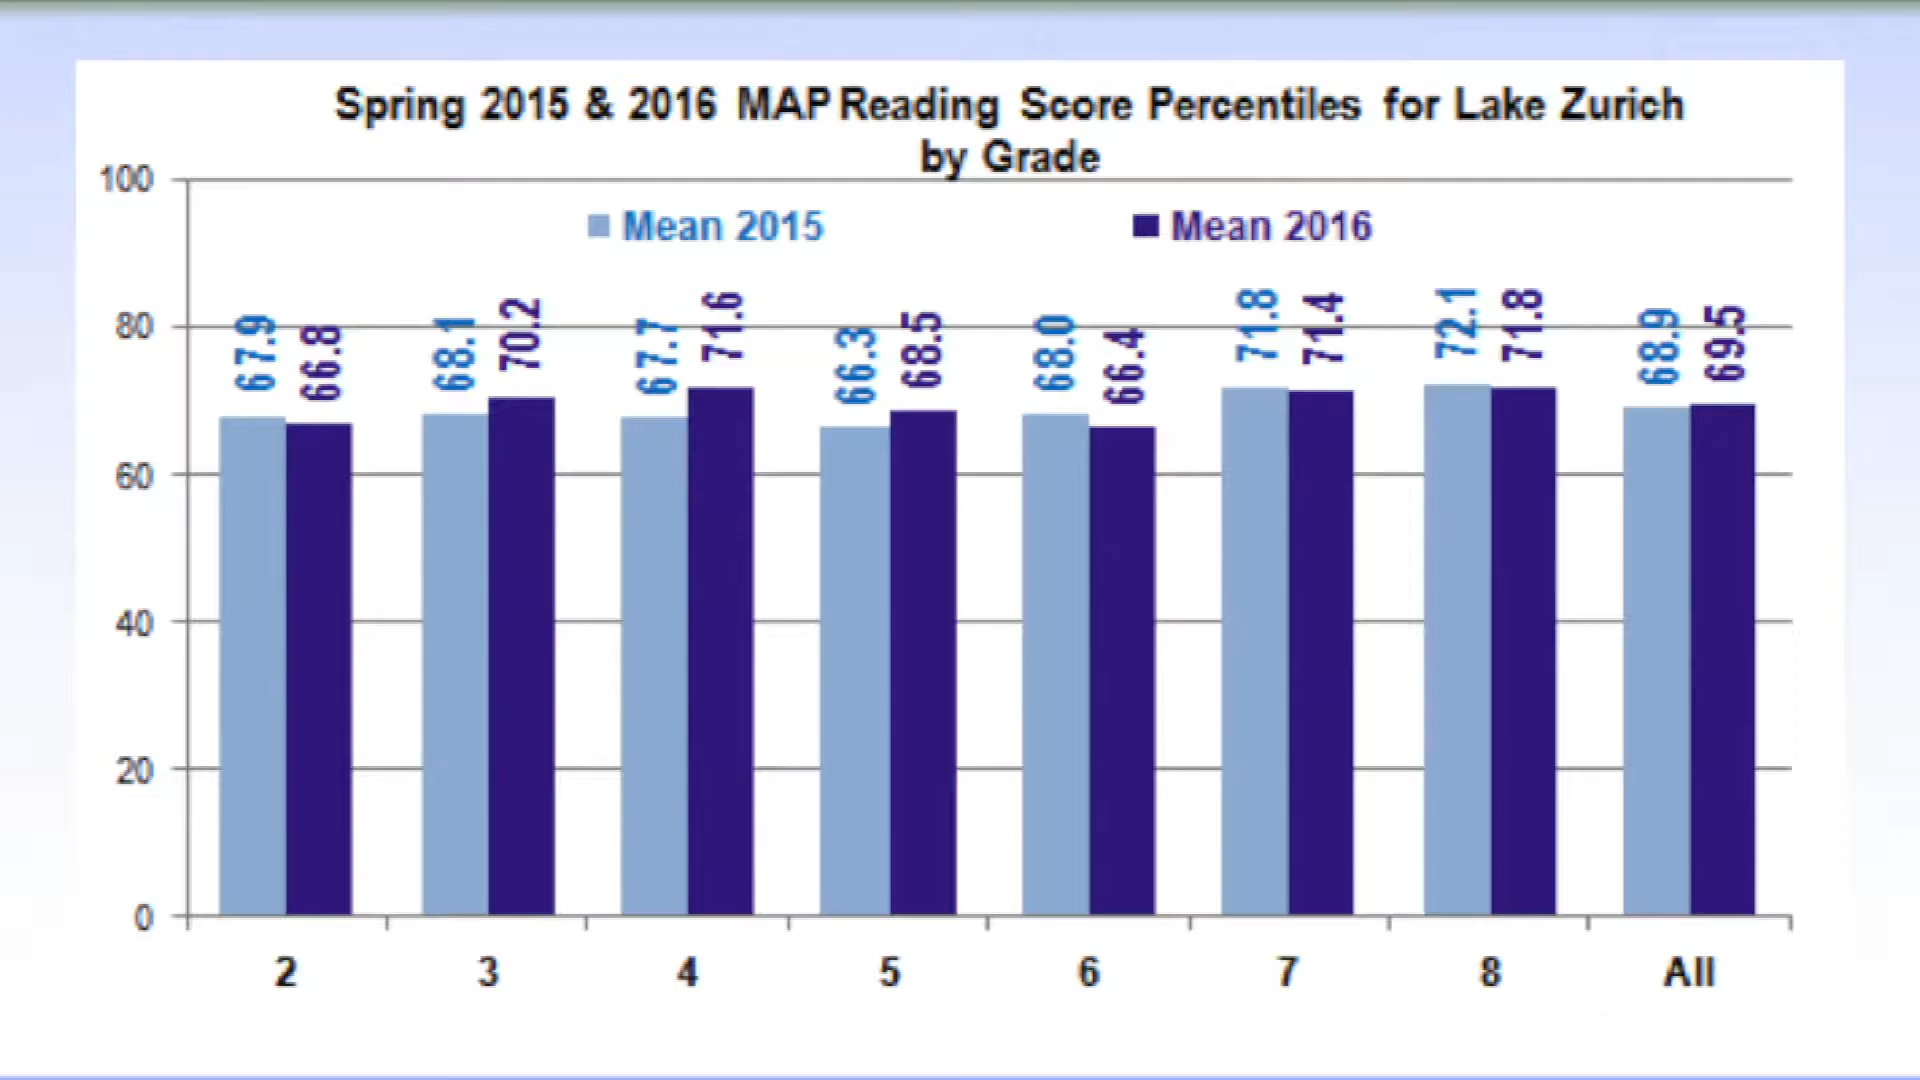 Spring 2015 & 2016 MAP Reading Score Percentiles for Lake Zurich
by Grade
100
Mean 2015 Mean 2016
80
60
40
20
0
67.9 66.8 68.1 70.2 67.7 71.6 66.3 68.5 68.0 66.4 71.8 71.4 72.1 71.8 68.9 69.5
2 3 4 5 6 7 8 All